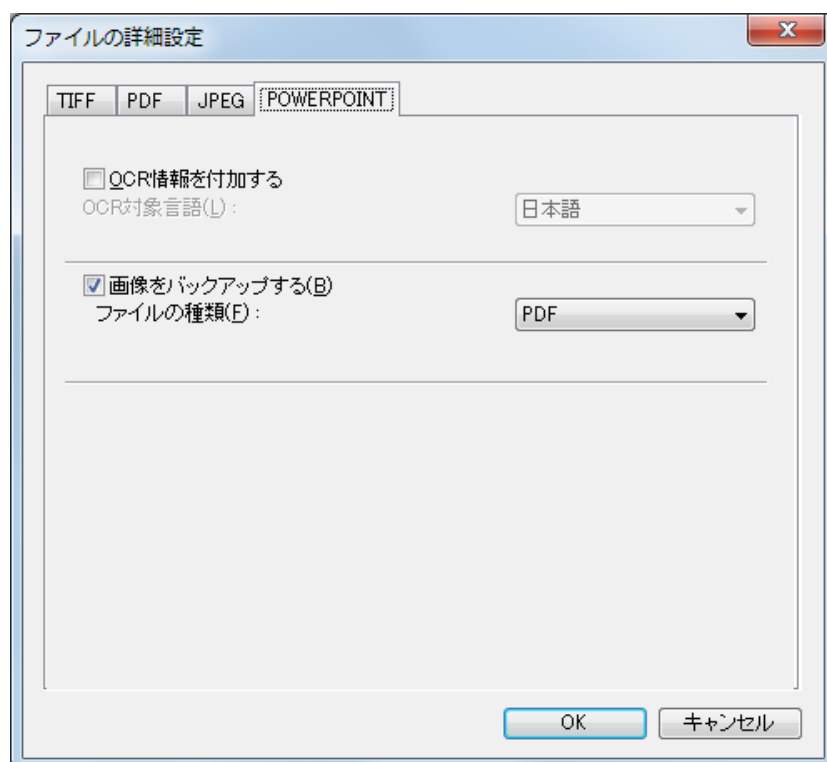 ファイルの詳細設定
TIFF PDF JPEG POWERPOINT
OCR情報を付加する
OCR対象言語(L): 日本語
画像をバックアップする(B)
ファイルの種類(F): PDF
OK キャンセル